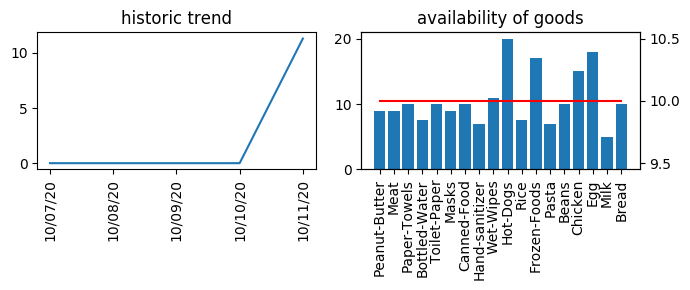 historic trend
10
5
0
10/07/20
10/08/20
10/09/20
10/10/20
10/11/20
availability of goods
20
10
0
10.5
10.0
9.5
Peanut-Butter
Meat
Paper-Towels
Bottled-Water
Toilet-Paper
Masks
Canned-Food
Hand-sanitizer
Wet-Wipes
Hot-Dogs
Rice
Frozen-Foods
Pasta
Beans
Chicken
Egg
Milk
Bread